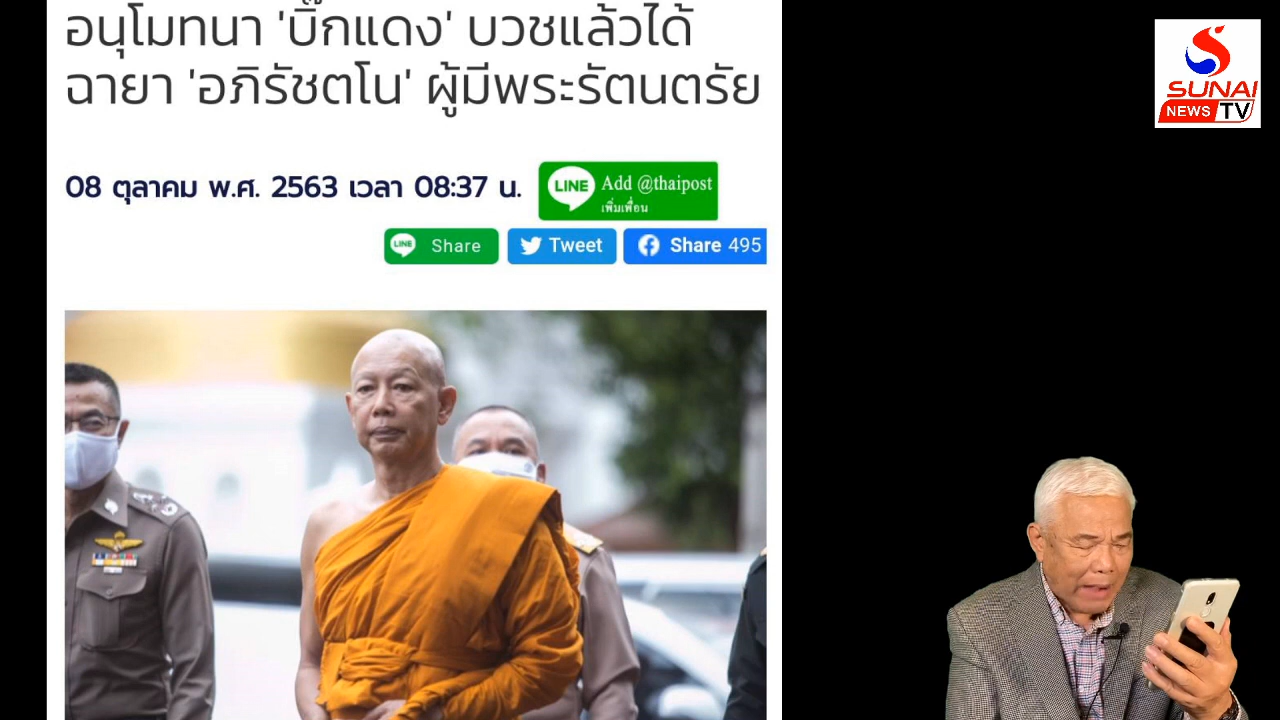 อนุโมทนา 'บิ๊กแดง' บวชแล้วได้
ฉายา 'อภิรัชตโน' ผู้มีพระรัตนตรัย
08 ตุลาคม พ.ศ. 2563 เวลา 08:37 น.
LINE Add @thaipost
เพิ่มเพื่อน
LINE Share
Tweet
Share 495
SUNAI
NEWS TV